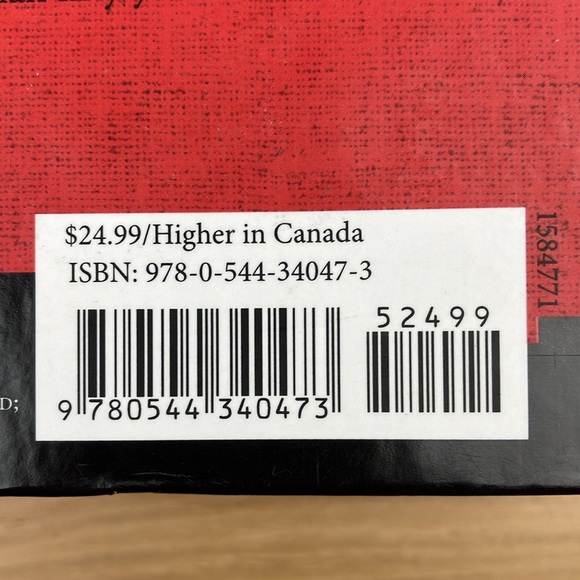 $24.99/Higher in Canada
ISBN: 978-0-544-34047-3
52499
9 780544 340473
1584771
D;